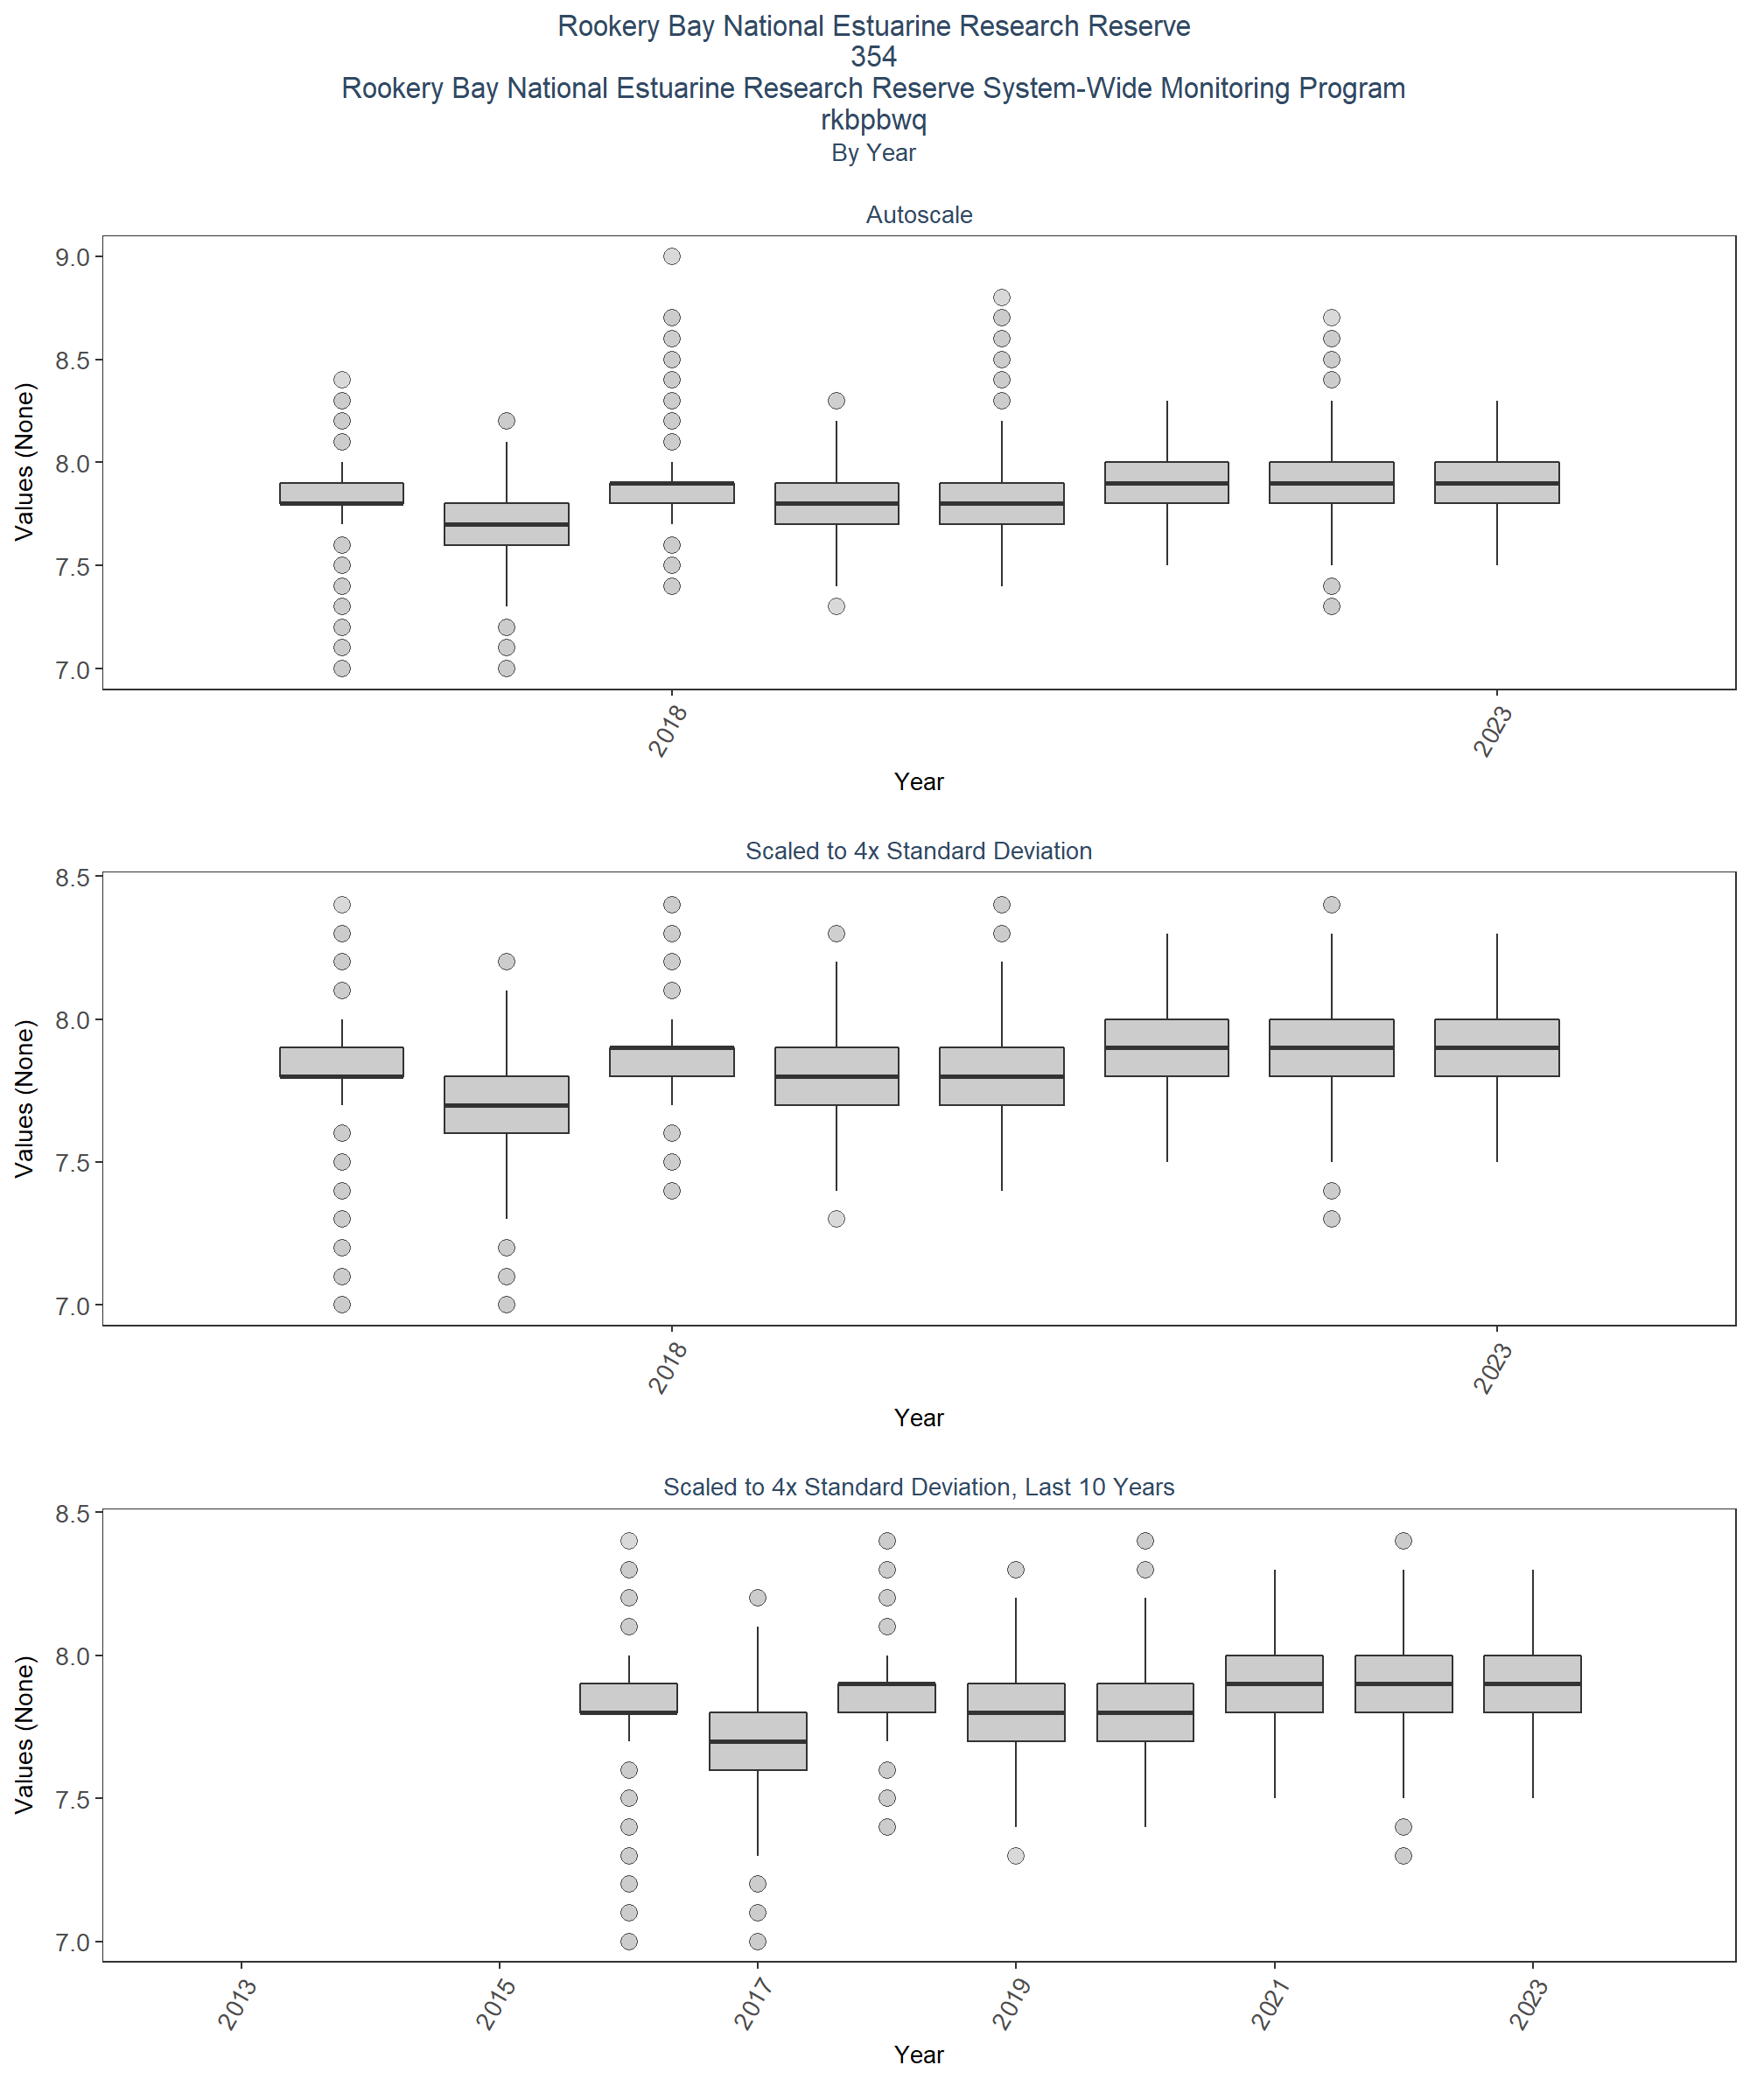 Rookery Bay National Estuarine Research Reserve
354
Rookery Bay National Estuarine Research Reserve System-Wide Monitoring Program
rkbpbwq
By Year
Autoscale
Values (None)
9.0
8.5
8.0
7.5
7.0
2018
2023
Year
Scaled to 4x Standard Deviation
Values (None)
8.5
8.0
7.5
7.0
2018
2023
Year
Scaled to 4x Standard Deviation, Last 10 Years
Values (None)
8.5
8.0
7.5
7.0
2013
2015
2017
2019
2021
2023
Year